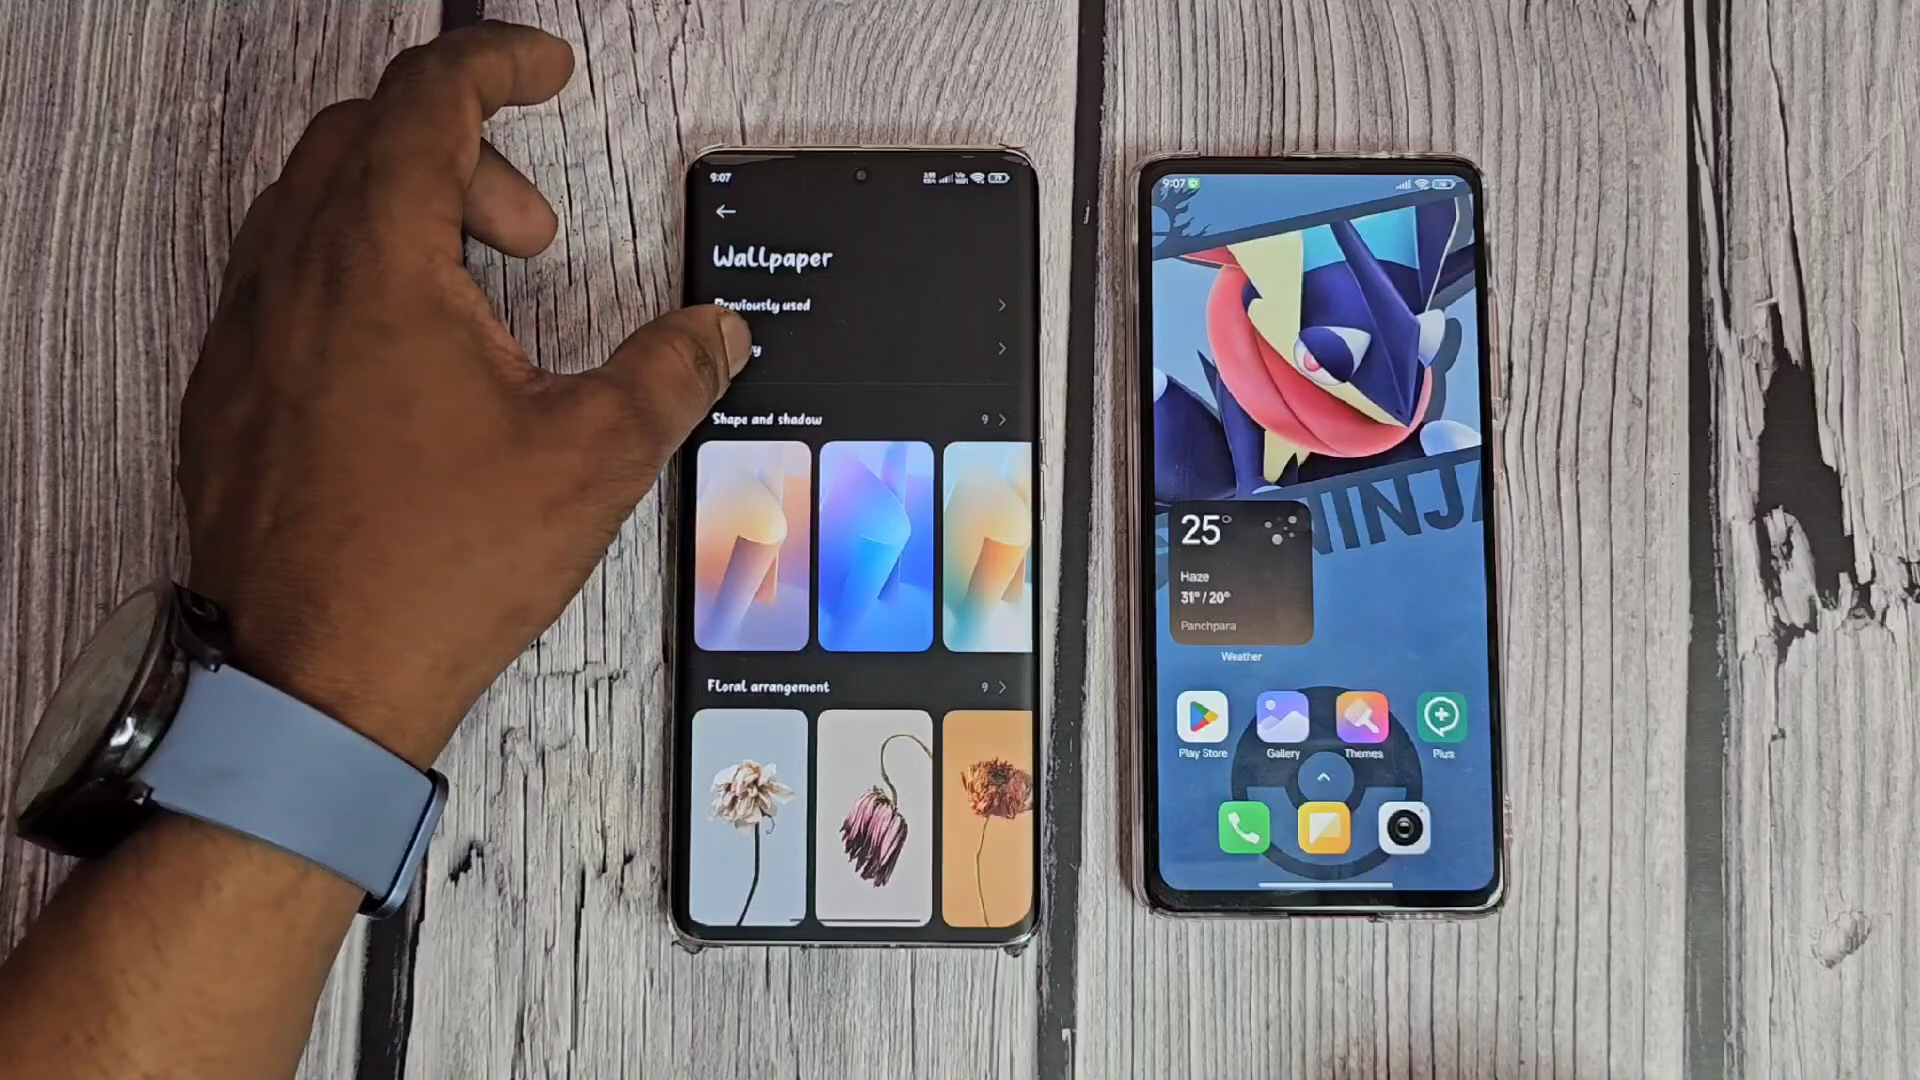 9:07
Wallpaper
Previously used
Shape and shadow
9
Floral arrangement
9
9:07
NINJA
25°
Haze
31°/20°
Panchpara
Weather
Play Store
Gallery
Themes
Plus